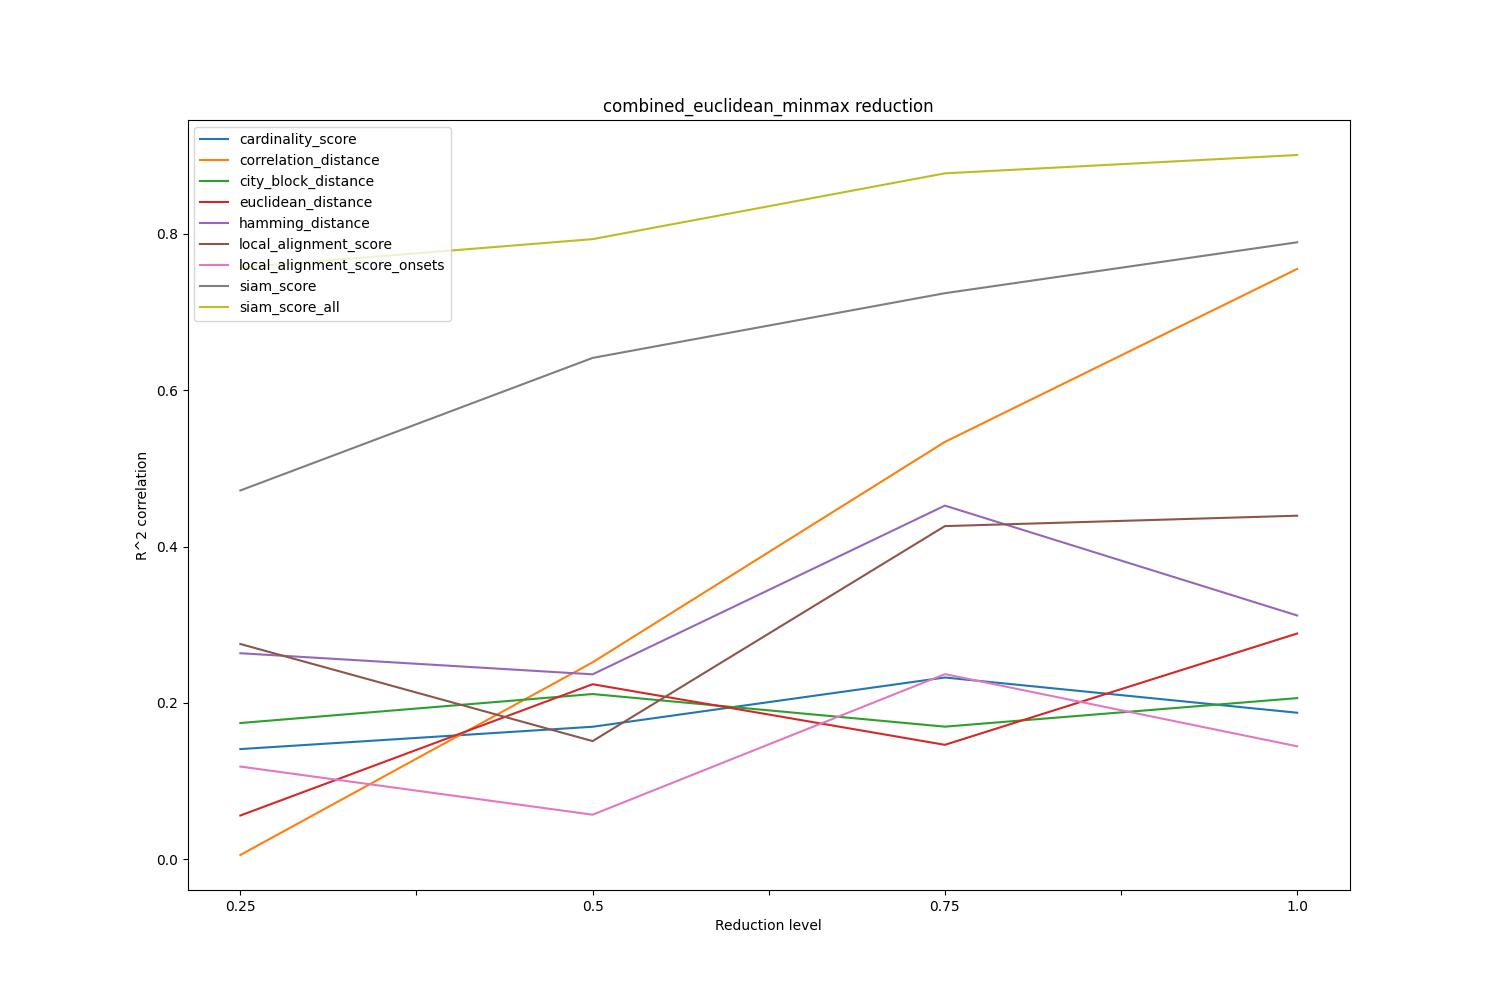 combined_euclidean_minmax reduction
cardinality_score
correlation_distance
city_block_distance
euclidean_distance
hamming_distance
local_alignment_score
local_alignment_score_onsets
siam_score
siam_score_all
0.8
0.6
0.4
0.2
0.0
R^2 correlation
0.25 0.5 0.75 1.0
Reduction level